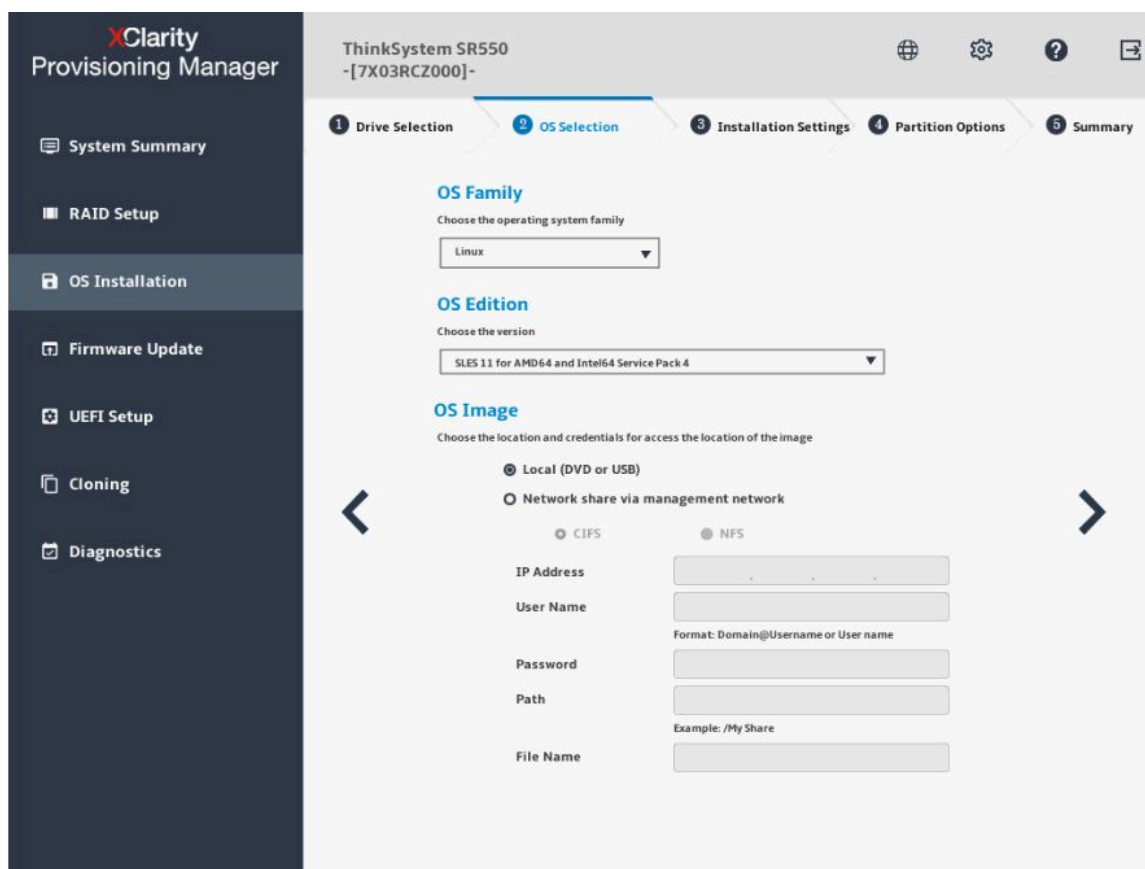 XClarity
Provisioning Manager
System Summary
RAID Setup
OS Installation
Firmware Update
UEFI Setup
Cloning
Diagnostics
ThinkSystem SR550
-[7X03RCZ000]-
?
1 Drive Selection
2 OS Selection
3 Installation Settings
4 Partition Options
5 Summary
OS Family
Choose the operating system family
Linux
OS Edition
Choose the version
SLES 11 for AMD64 and Intel64 Service Pack 4
OS Image
Choose the location and credentials for access the location of the image
Local (DVD or USB)
Network share via management network
CIFS NFS
IP Address . . .
User Name
Format: Domain@Username or User name
Password
Path
Example: /My Share
File Name